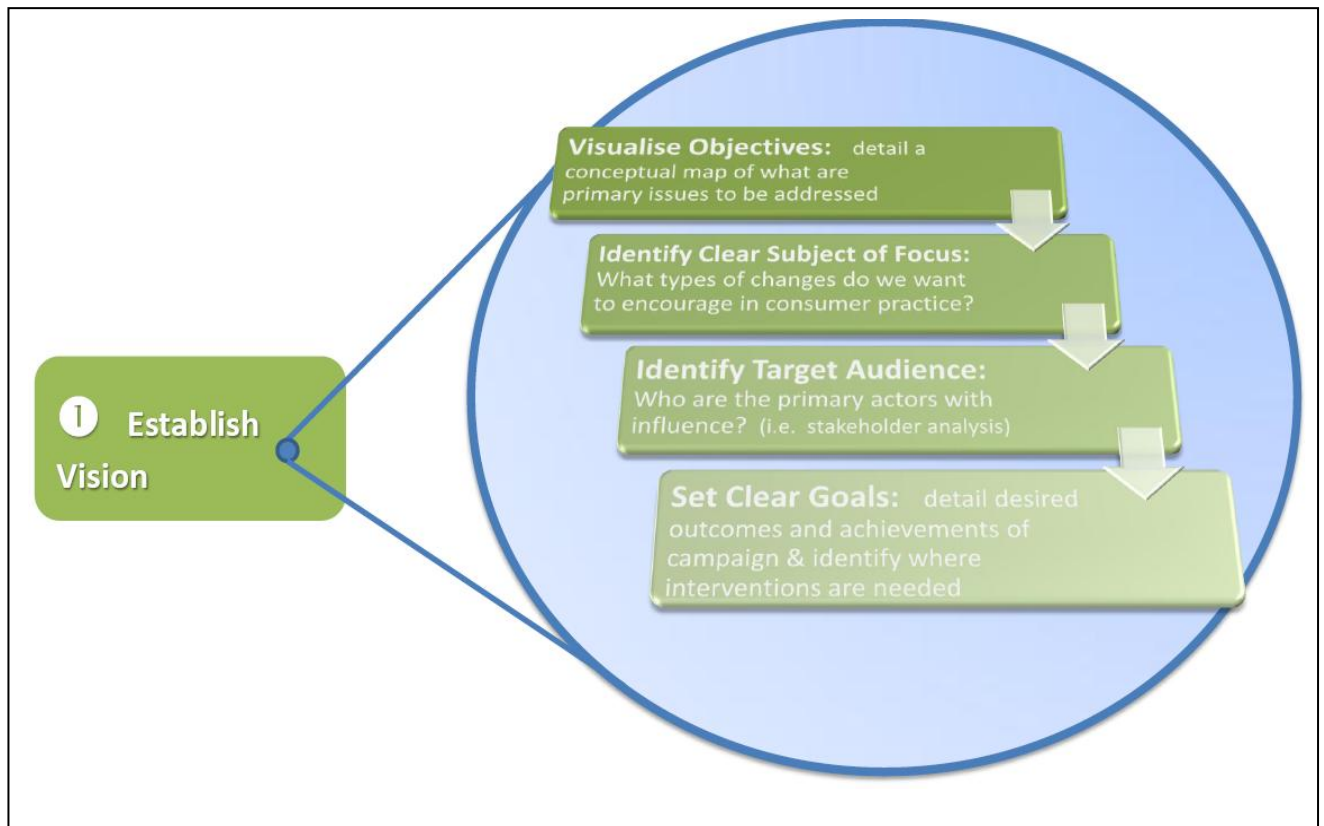 ❶ Establish
Vision
Visualise Objectives: detail a
conceptual map of what are
primary issues to be addressed
Identify Clear Subject of Focus:
What types of changes do we want
to encourage in consumer practice?
Identify Target Audience:
Who are the primary actors with
influence? (i.e. stakeholder analysis)
Set Clear Goals: detail desired
outcomes and achievements of
campaign & identify where
interventions are needed